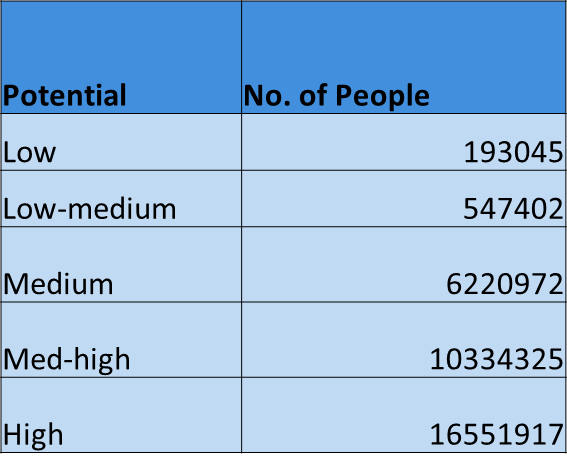 Potential No. of People
Low 193045
Low-medium 547402
Medium 6220972
Med-high 10334325
High 16551917